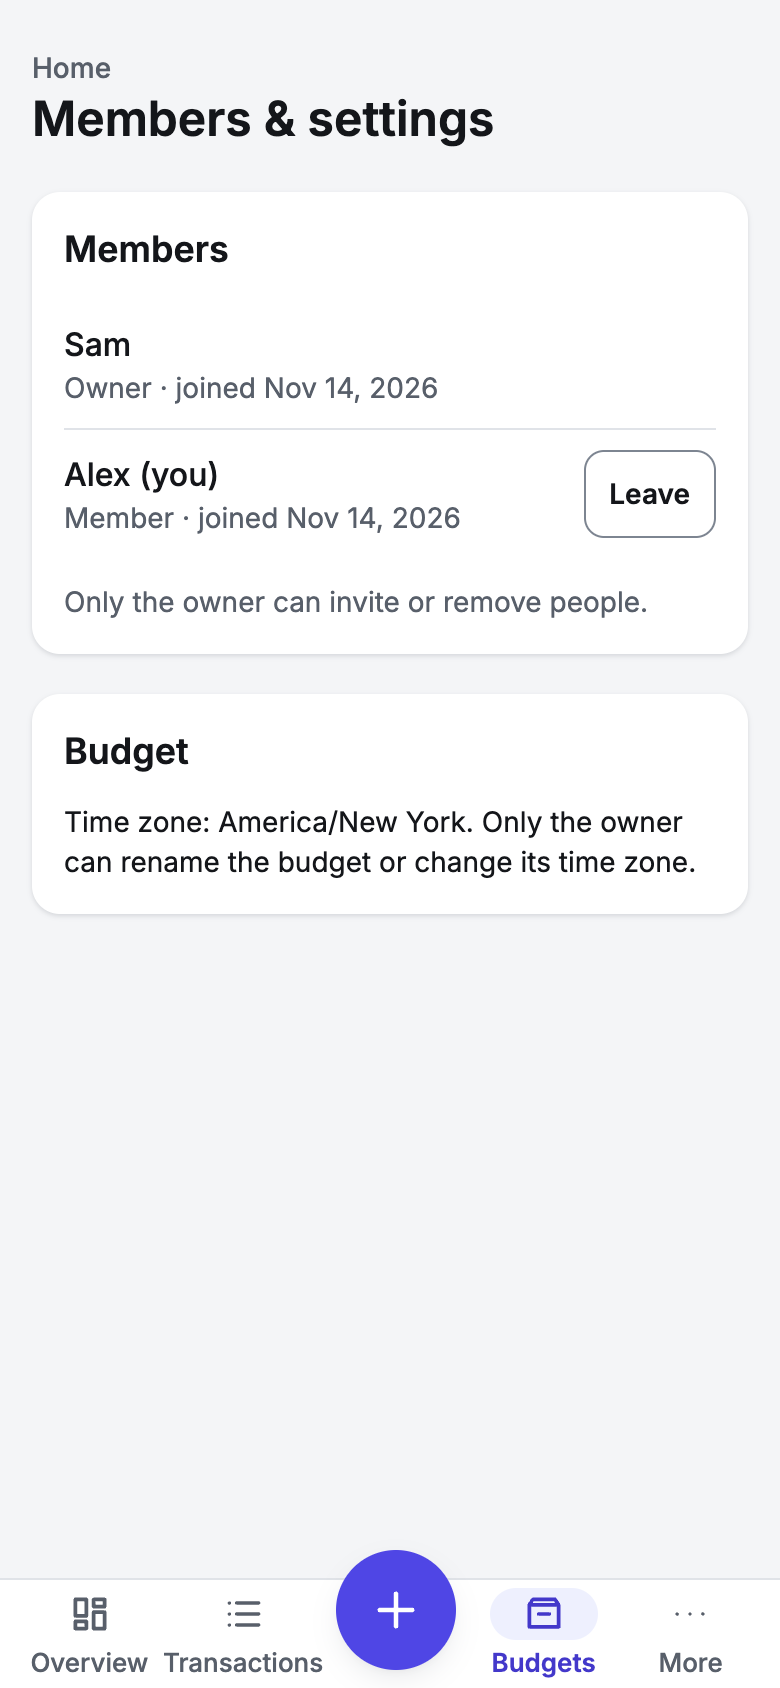 Home
Members & settings
Members
Sam
Owner · joined Nov 14, 2026
Alex (you)
Member · joined Nov 14, 2026
Leave
Only the owner can invite or remove people.
Budget
Time zone: America/New York. Only the owner
can rename the budget or change its time zone.
Overview
Transactions
Budgets
More